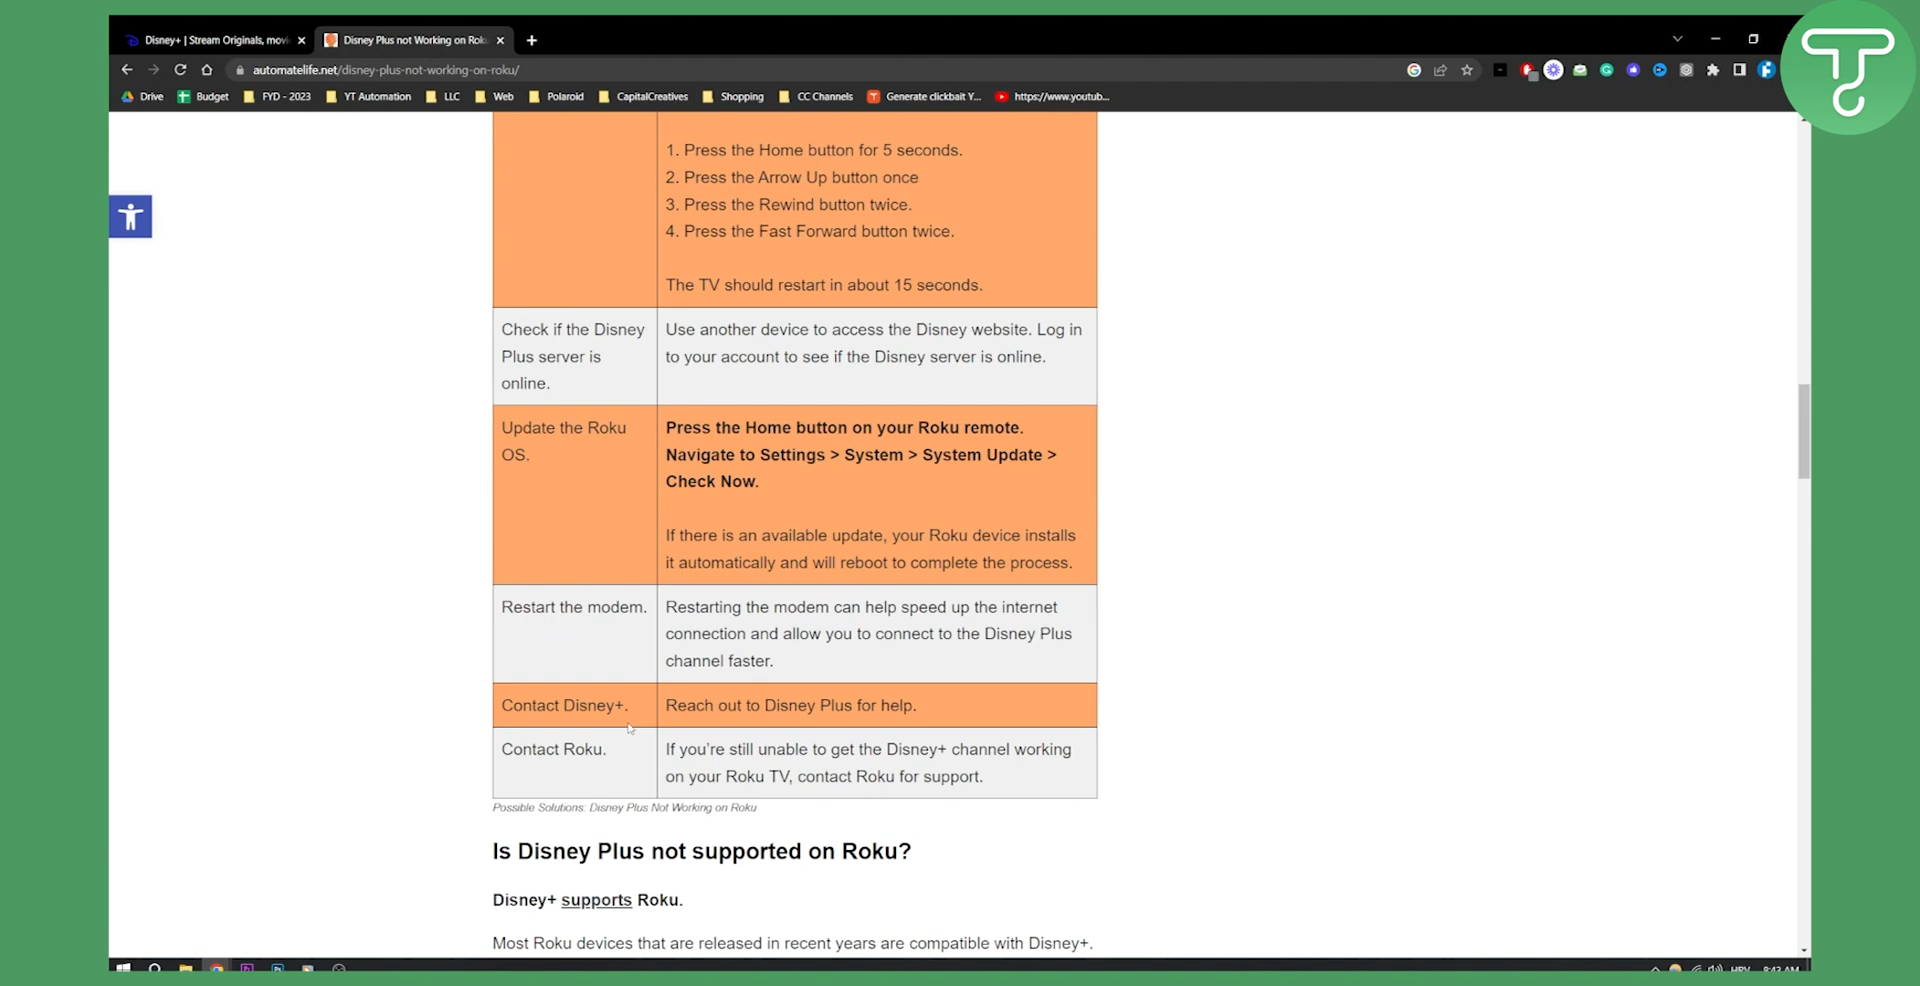 Disney+ | Stream Originals, movi
Disney Plus not Working on Rok
automatelife.net/disney-plus-not-working-on-roku/
Drive
Budget
FYD - 2023
YT Automation
LLC
Web
Polaroid
CapitalCreatives
Shopping
CC Channels
Generate clickbait Y...
https://www.youtub...
1. Press the Home button for 5 seconds.
2. Press the Arrow Up button once
3. Press the Rewind button twice.
4. Press the Fast Forward button twice.
The TV should restart in about 15 seconds.
Check if the Disney
Plus server is
online.
Use another device to access the Disney website. Log in
to your account to see if the Disney server is online.
Update the Roku
OS.
Press the Home button on your Roku remote.
Navigate to Settings > System > System Update >
Check Now.
If there is an available update, your Roku device installs
it automatically and will reboot to complete the process.
Restart the modem.
Restarting the modem can help speed up the internet
connection and allow you to connect to the Disney Plus
channel faster.
Contact Disney+.
Reach out to Disney Plus for help.
Contact Roku.
If you're still unable to get the Disney+ channel working
on your Roku TV, contact Roku for support.
Possible Solutions: Disney Plus Not Working on Roku
Is Disney Plus not supported on Roku?
Disney+ supports Roku.
Most Roku devices that are released in recent years are compatible with Disney+.
HRV
8:43 AM